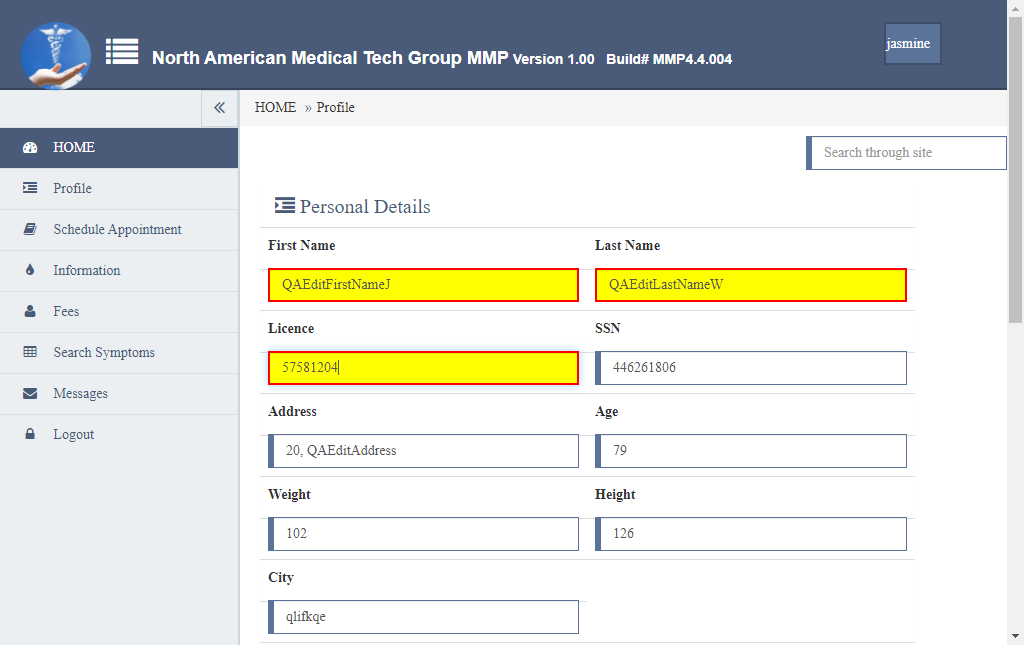 North American Medical Tech Group MMP Version 1.00 Build# MMP4.4.004
jasmine
«
HOME » Profile
HOME
Profile
Schedule Appointment
Information
Fees
Search Symptoms
Messages
Logout
Search through site
Personal Details
First Name Last Name
QAEditFirstNameJ QAEditLastNameW
Licence SSN
57581204 446261806
Address Age
20, QAEditAddress 79
Weight Height
102 126
City
qlifkqe